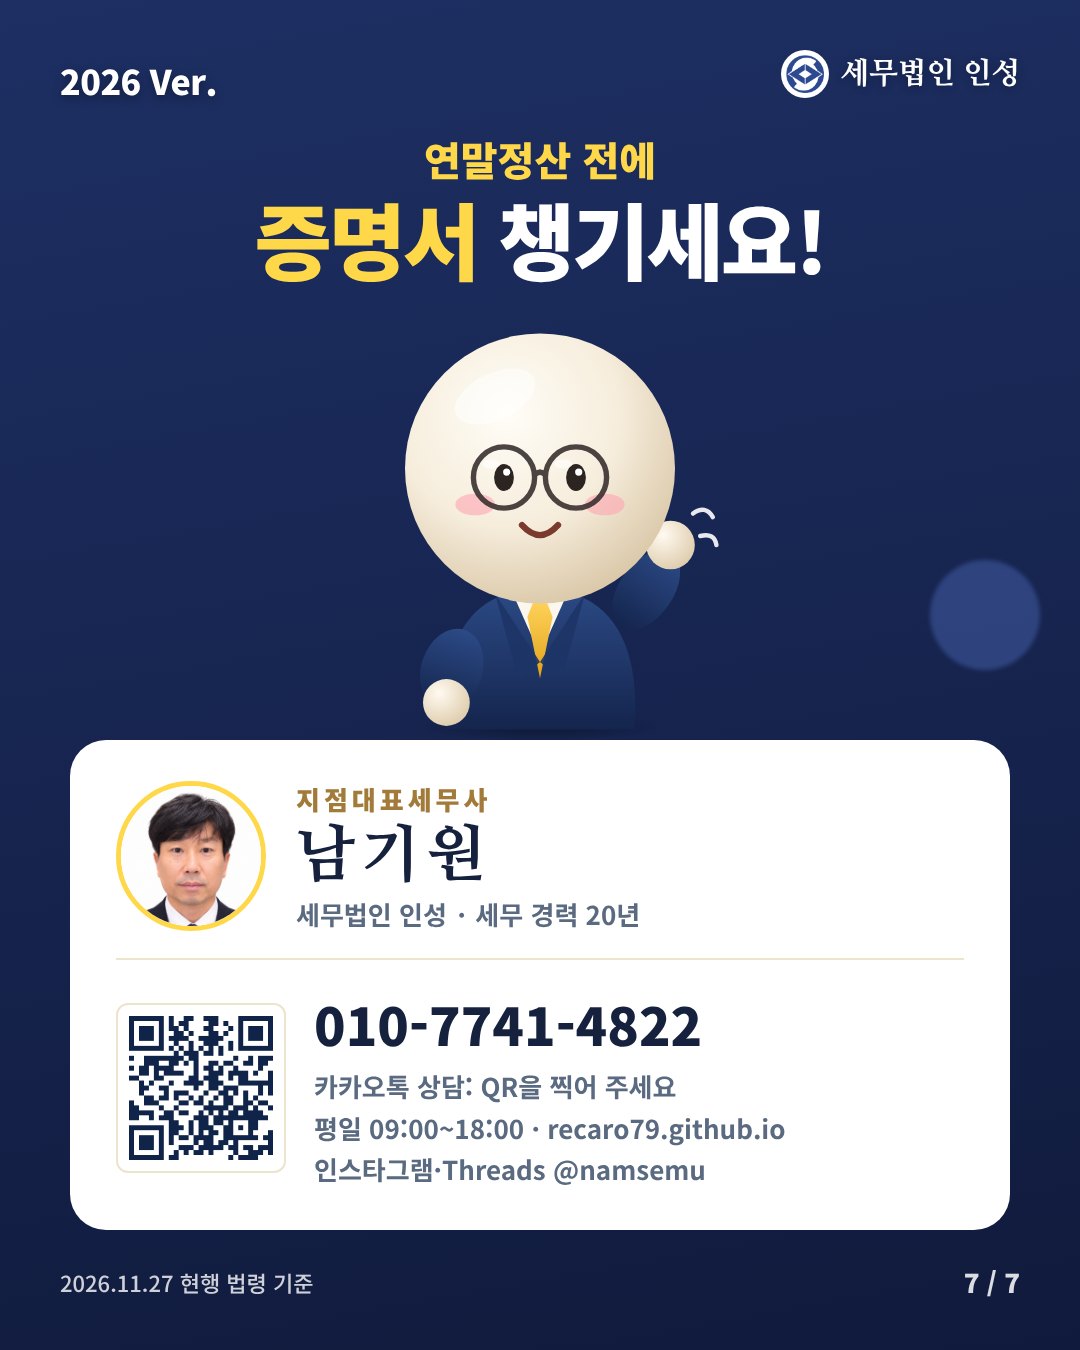 2026 Ver.
세무법인 인성
연말정산 전에
증명서 챙기세요!
지점대표세무사
남기원
세무법인 인성 · 세무 경력 20년
010-7741-4822
카카오톡 상담: QR을 찍어 주세요
평일 09:00~18:00 · recaro79.github.io
인스타그램·Threads @namsemu
2026.11.27 현행 법령 기준
7 / 7